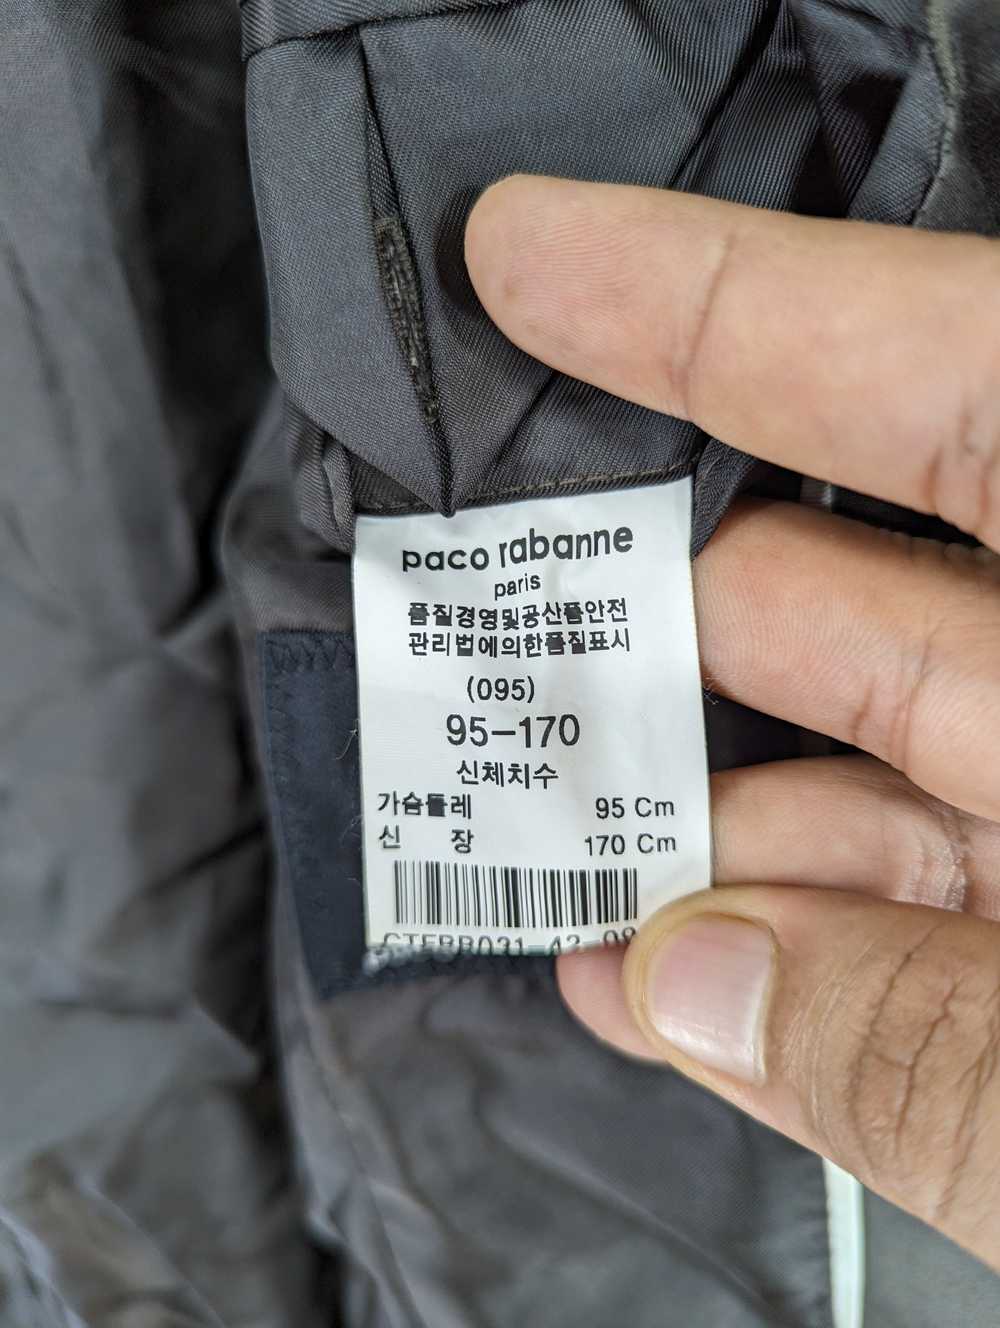 paco rabanne
paris
품질경영및공산품안전
관리법에의한품질표시
(095)
95-170
신체치수
가슴둘레 95 Cm
신 장 170 Cm